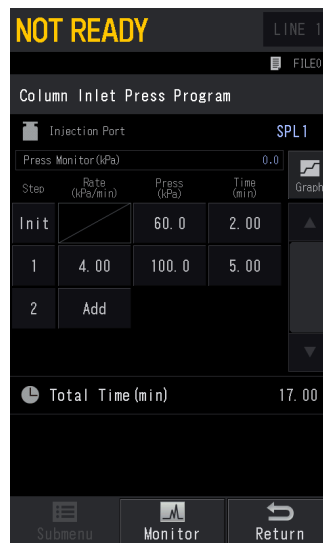 NOT READY LINE 1
FILE0
Column Inlet Press Program
Injection Port SPL1
Press Monitor(kPa) 0.0
Step Rate (kPa/min) Press (kPa) Time (min) Graph
Init 60.0 2.00
1 4.00 100.0 5.00
2 Add
Total Time(min) 17.00
Submenu Monitor Return